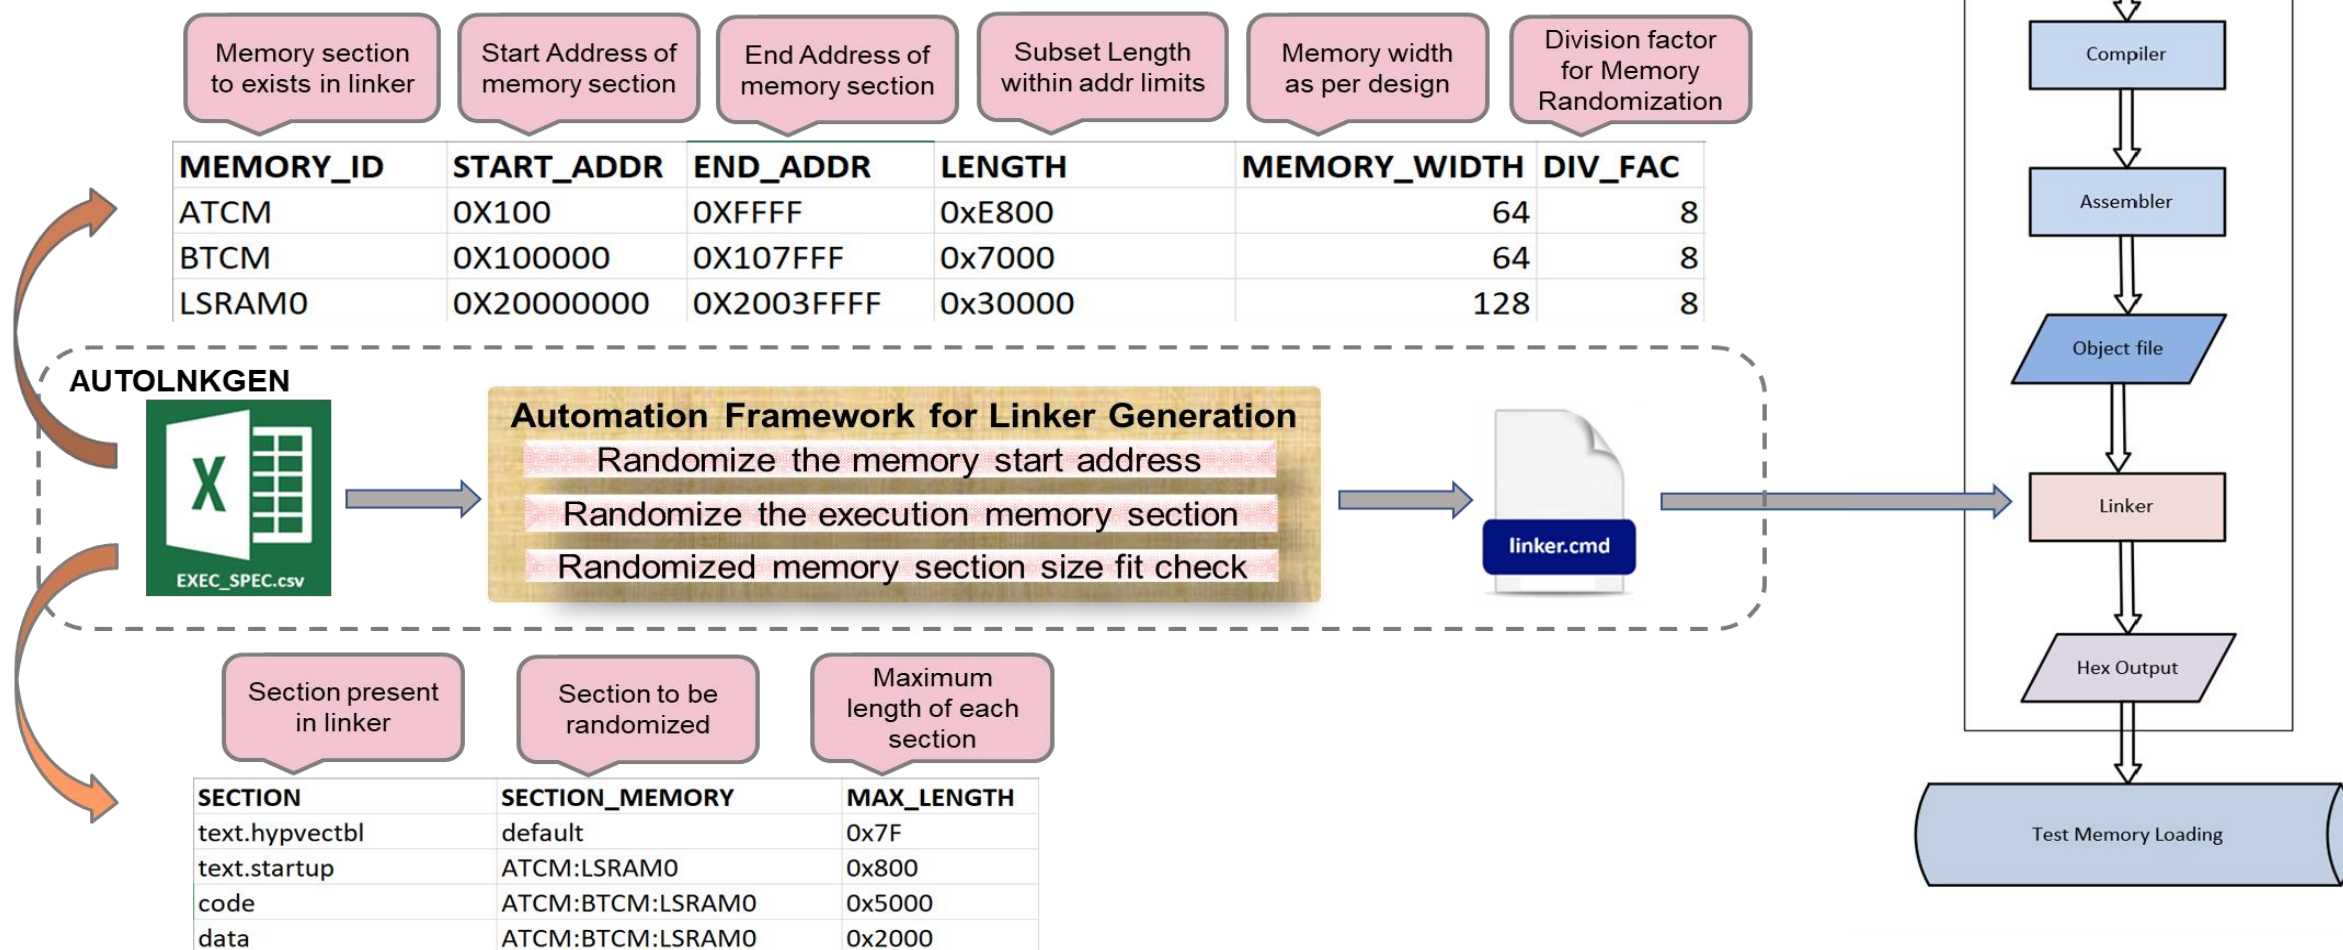 Memory section
to exists in linker
Start Address of
memory section
End Address of
memory section
Subset Length
within addr limits
Memory width
as per design
Division factor
for Memory
Randomization
MEMORY_ID START_ADDR END_ADDR LENGTH MEMORY_WIDTH DIV_FAC
ATCM 0X100 0XFFFF 0xE800 64 8
BTCM 0X100000 0X107FFF 0x7000 64 8
LSRAM0 0X20000000 0X2003FFFF 0x30000 128 8
AUTOLNKGEN
X
EXEC_SPEC.csv
Automation Framework for Linker Generation
Randomize the memory start address
Randomize the execution memory section
Randomized memory section size fit check
linker.cmd
Section present
in linker
Section to be
randomized
Maximum
length of each
section
SECTION SECTION_MEMORY MAX_LENGTH
text.hypvectbl default 0x7F
text.startup ATCM:LSRAM0 0x800
code ATCM:BTCM:LSRAM0 0x5000
data ATCM:BTCM:LSRAM0 0x2000
Compiler
Assembler
Object file
Linker
Hex Output
Test Memory Loading